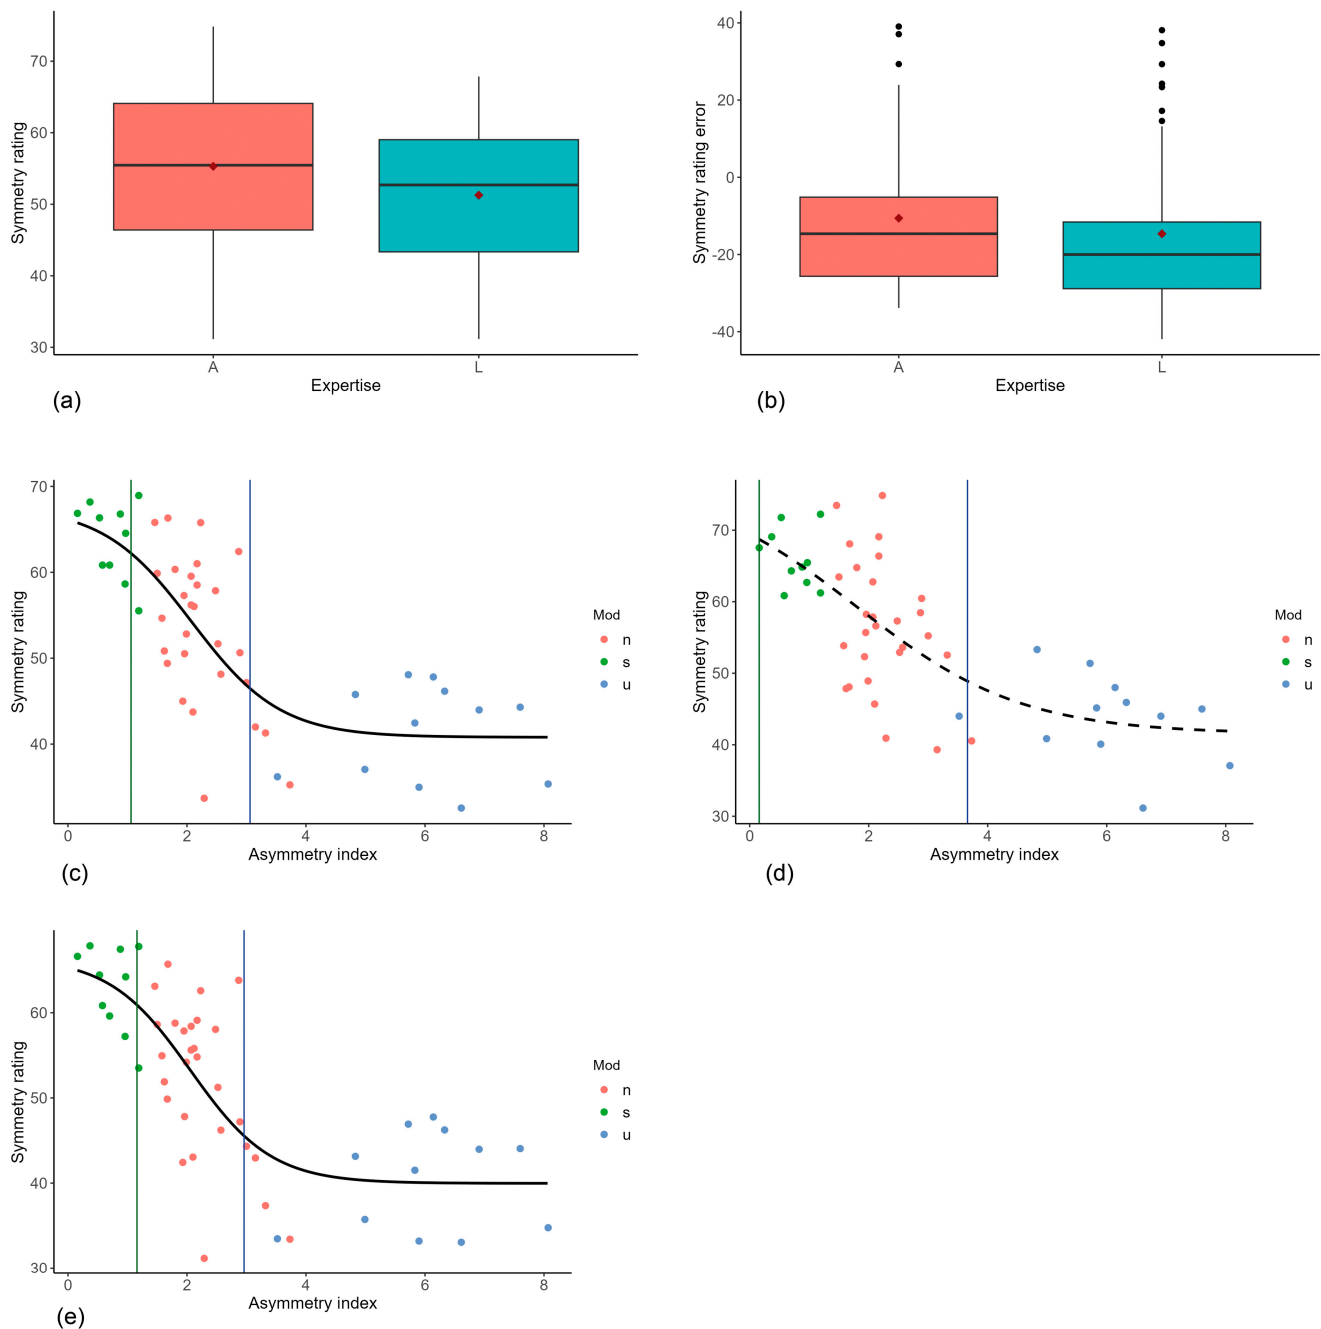 Symmetry rating
70
60
50
40
30
A
L
Expertise
(a)
Symmetry rating error
40
20
0
-20
-40
A
L
Expertise
(b)
Symmetry rating
70
60
50
40
0 2 4 6 8
Asymmetry index
Mod
n
s
u
(c)
Symmetry rating
70
60
50
40
30
0 2 4 6 8
Asymmetry index
Mod
n
s
u
(d)
Symmetry rating
60
50
40
30
0 2 4 6 8
Asymmetry index
Mod
n
s
u
(e)